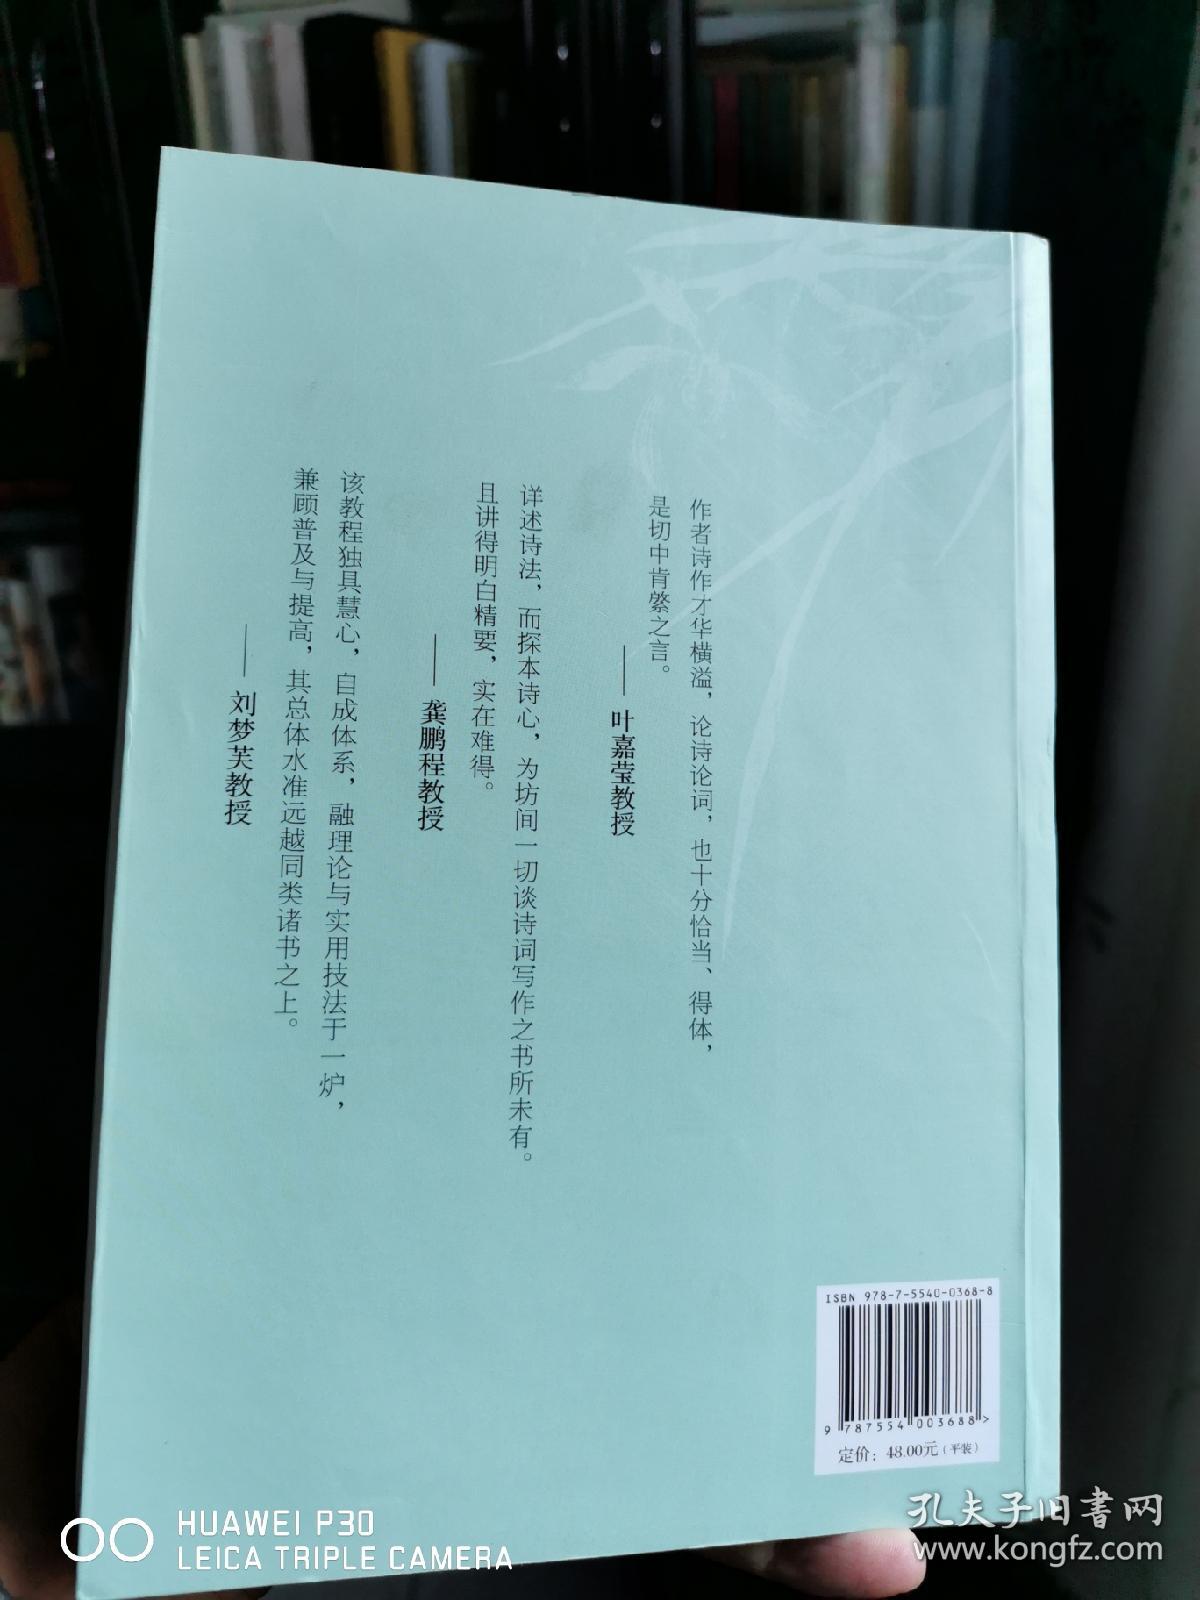 作者诗作才华横溢，论诗论词，也十分恰当、得体，
是切中肯綮之言。
——叶嘉莹教授
详述诗法，而探本诗心，为坊间一切谈诗词写作之书所未有。
且讲得明白精要，实在难得。
——龚鹏程教授
该教程独具慧心，自成体系，融理论与实用技法于一炉，
兼顾普及与提高，其总体水准远越同类诸书之上。
——刘梦芙教授
ISBN 978-7-5540-0368-8
9 787554 003688 >
定价：48.00元（平装）
HUAWEI P30
LEICA TRIPLE CAMERA
孔夫子旧書网
www.kongfz.com